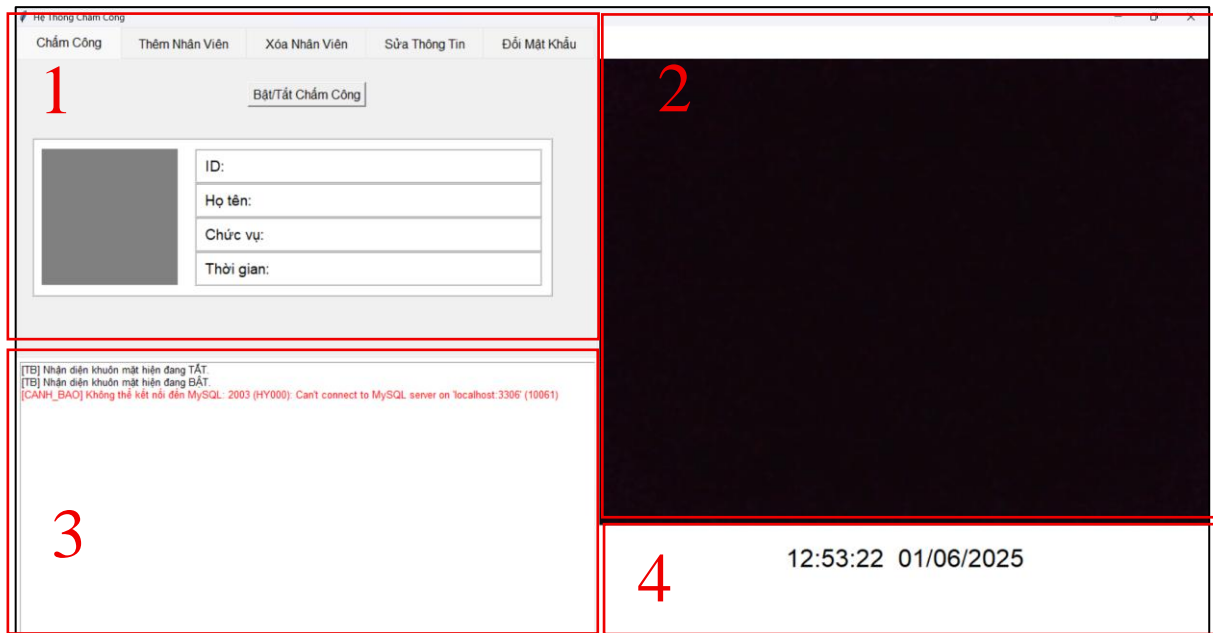 Hệ Thống Chấm Công
Chấm Công Thêm Nhân Viên Xóa Nhân Viên Sửa Thông Tin Đổi Mật Khẩu
1
2
Bật/Tắt Chấm Công
ID:
Họ tên:
Chức vụ:
Thời gian:
[TB] Nhận diện khuôn mặt hiện đang TẮT.
[TB] Nhận diện khuôn mặt hiện đang BẬT.
[CANH_BAO] Không thể kết nối đến MySQL: 2003 (HY000): Can't connect to MySQL server on 'localhost:3306' (10061)
3
4
12:53:22 01/06/2025